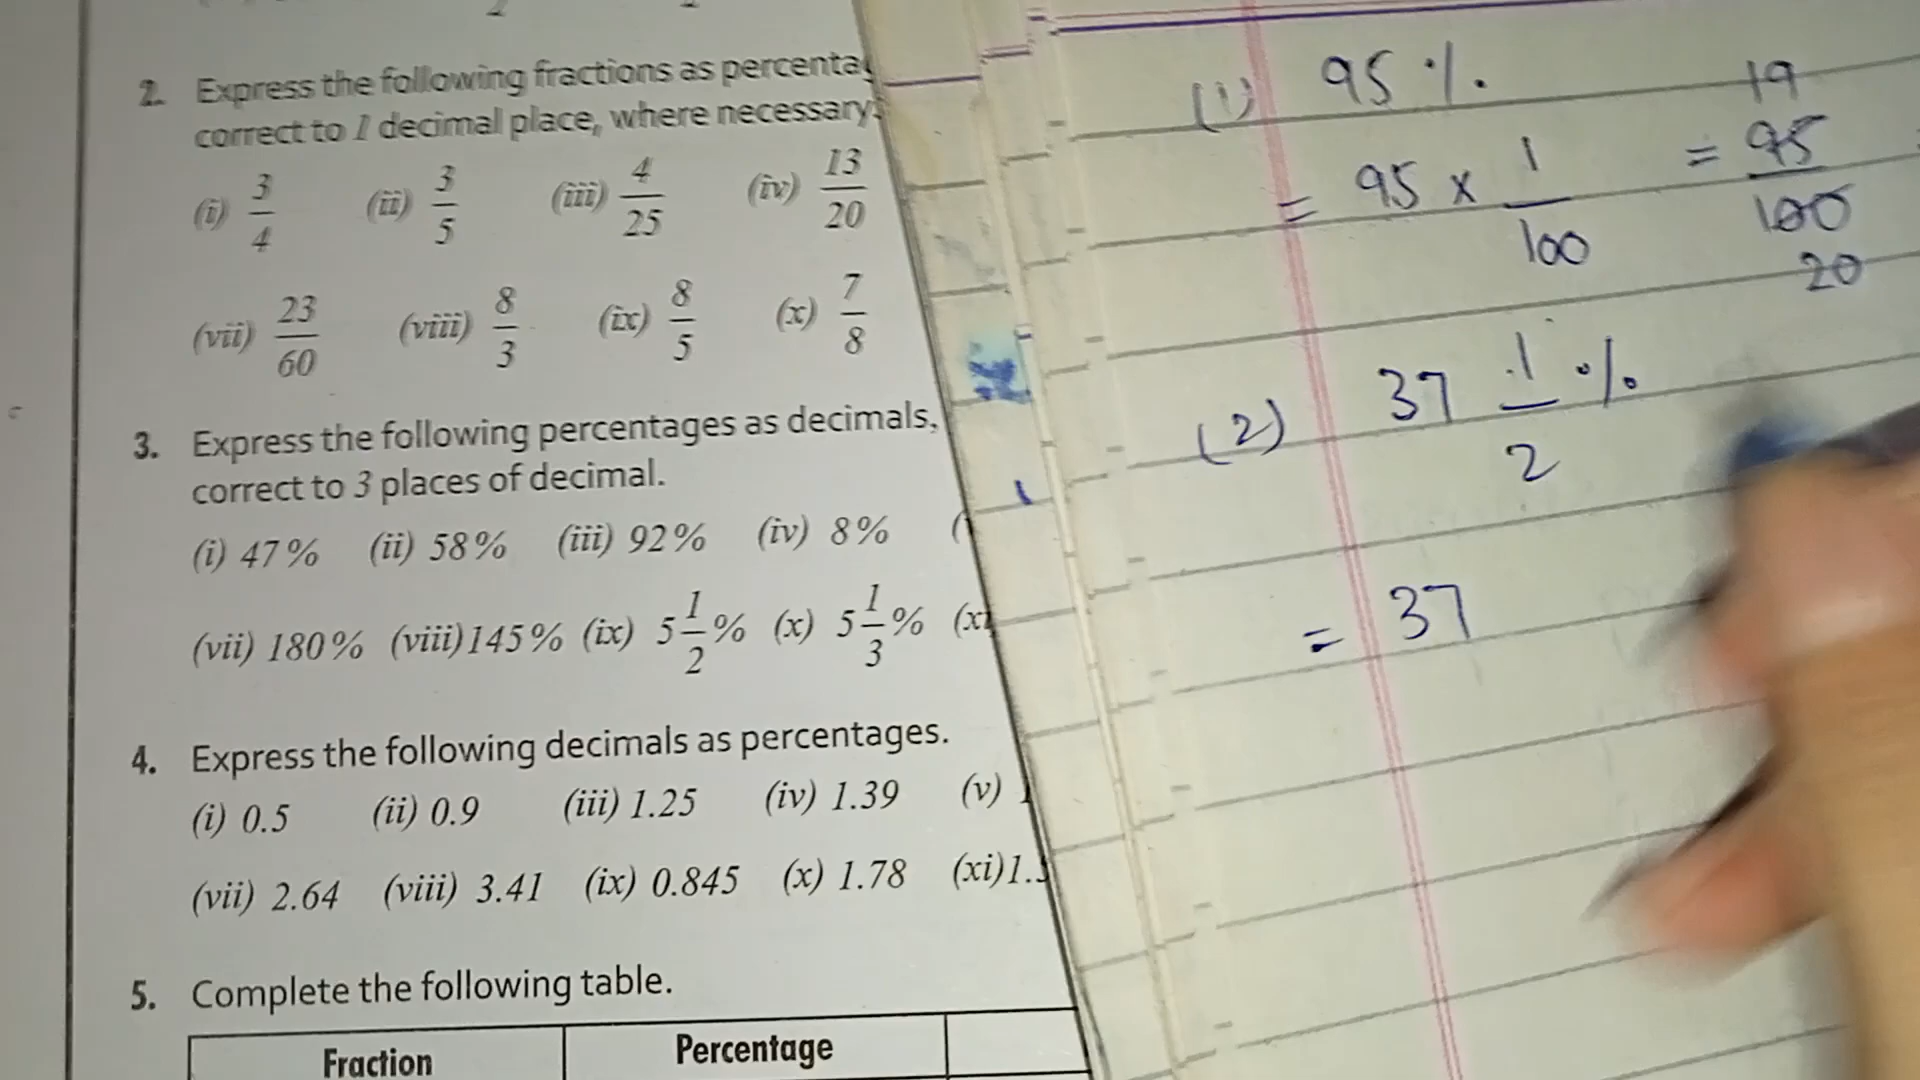 2. Express the following fractions as percenta
correct to 1 decimal place, where necessary.
(i) 3/4 (ii) 3/5 (iii) 4/25 (iv) 13/20
(vii) 23/60 (viii) 8/3 (ix) 8/5 (x) 7/8
3. Express the following percentages as decimals,
correct to 3 places of decimal.
(i) 47% (ii) 58% (iii) 92% (iv) 8%
(vii) 180% (viii) 145% (ix) 5 1/2% (x) 5 1/3% (xi
4. Express the following decimals as percentages.
(i) 0.5 (ii) 0.9 (iii) 1.25 (iv) 1.39 (v)
(vii) 2.64 (viii) 3.41 (ix) 0.845 (x) 1.78 (xi) 1.
5. Complete the following table.
Fraction Percentage
(1) 95 %
19
= 95 x 1/100 = 95/100
20
(2) 37 1/2 %
= 37